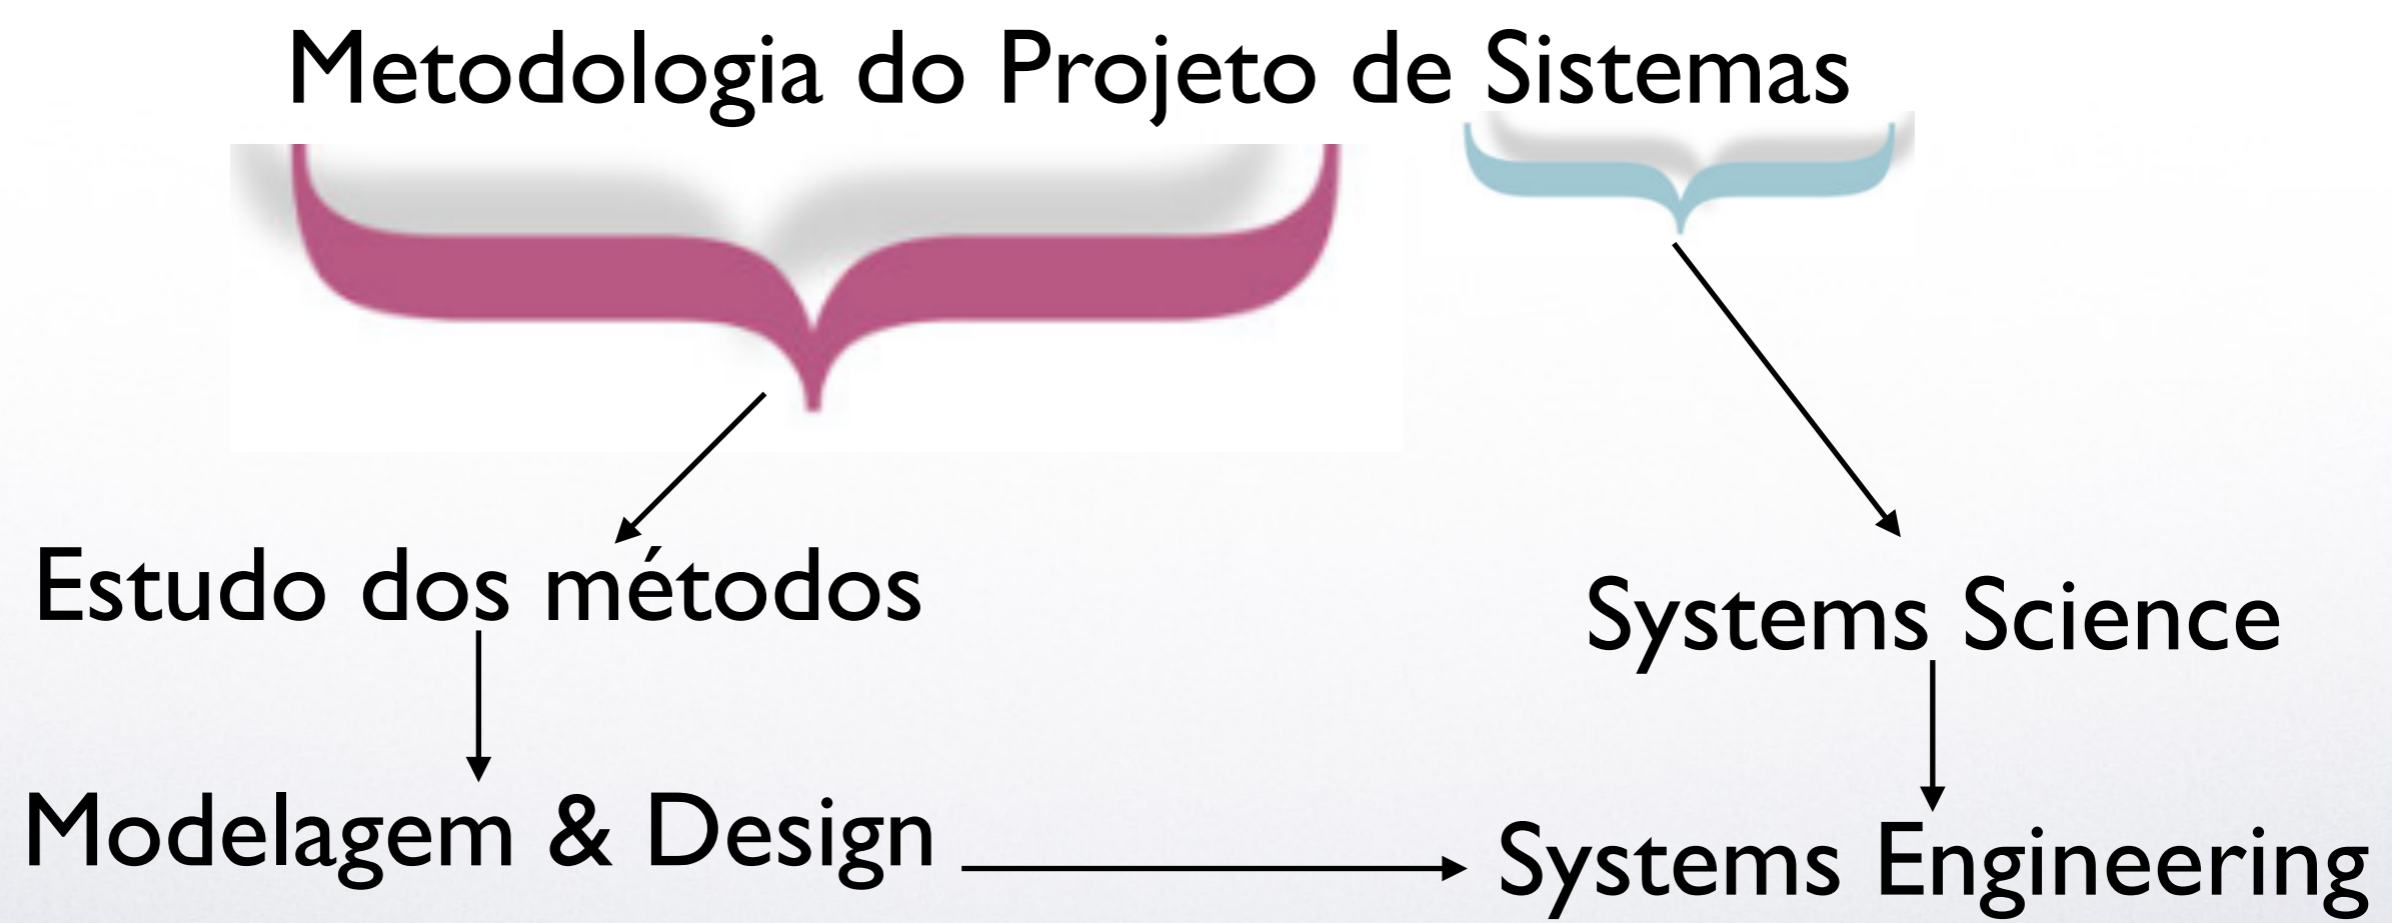 Metodologia do Projeto de Sistemas
Estudo dos métodos
Systems Science
Modelagem & Design
Systems Engineering